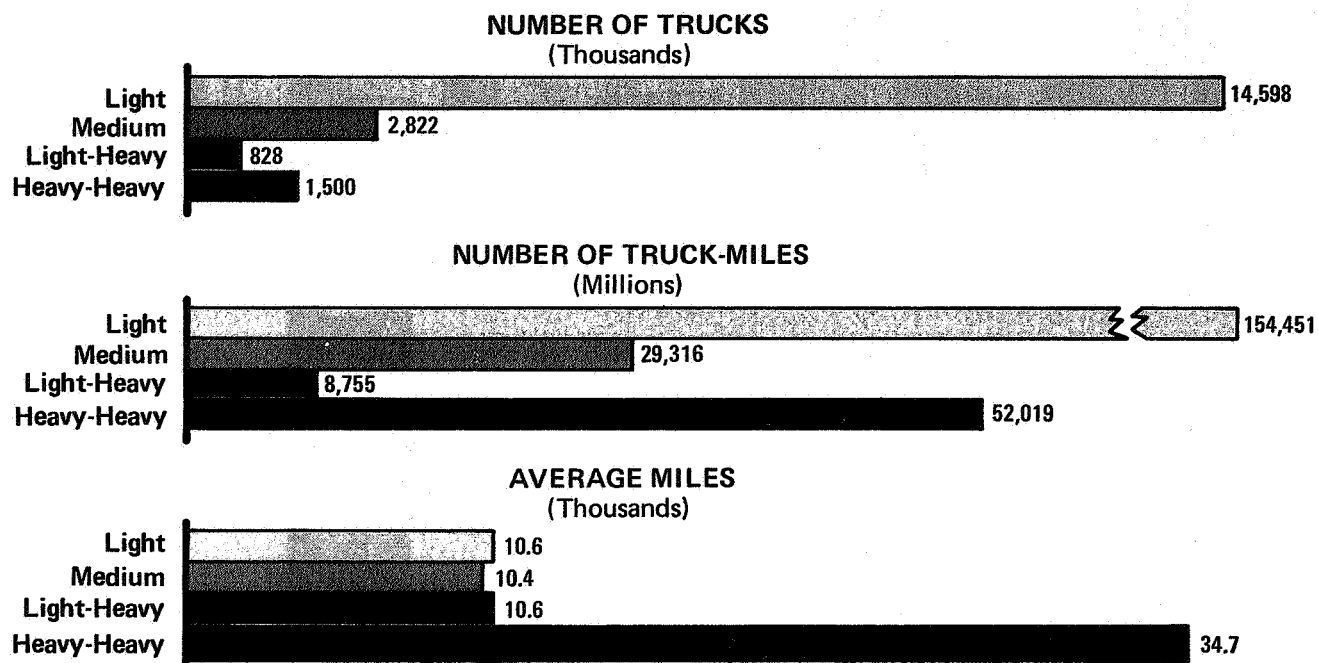 NUMBER OF TRUCKS
(Thousands)
Light 14,598
Medium 2,822
Light-Heavy 828
Heavy-Heavy 1,500
NUMBER OF TRUCK-MILES
(Millions)
Light 154,451
Medium 29,316
Light-Heavy 8,755
Heavy-Heavy 52,019
AVERAGE MILES
(Thousands)
Light 10.6
Medium 10.4
Light-Heavy 10.6
Heavy-Heavy 34.7